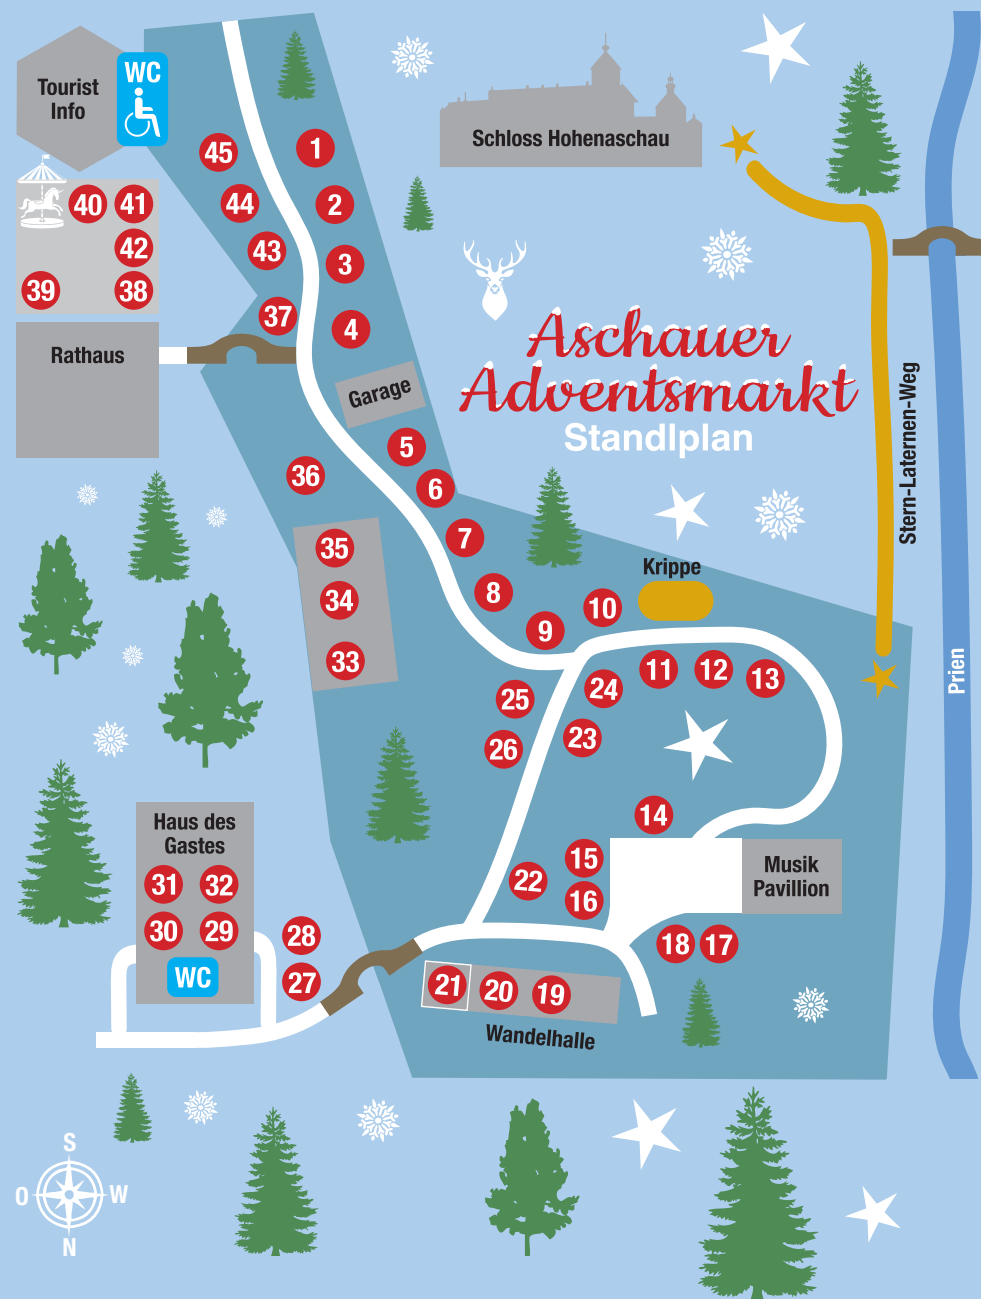 Tourist
Info
WC
Schloss Hohenaschau
45
1
44
2
40
41
43
3
42
39
38
37
4
Rathaus
Garage
Aschauer
Adventsmarkt
Standlplan
Stern-Laternen-Weg
Prien
5
36
6
7
35
8
34
9
10
Krippe
33
11
12
13
25
24
26
23
14
Haus des
Gastes
15
Musik
Pavillion
22
16
31
32
30
29
28
18
17
WC
27
21
20
19
Wandelhalle
S
O
W
N